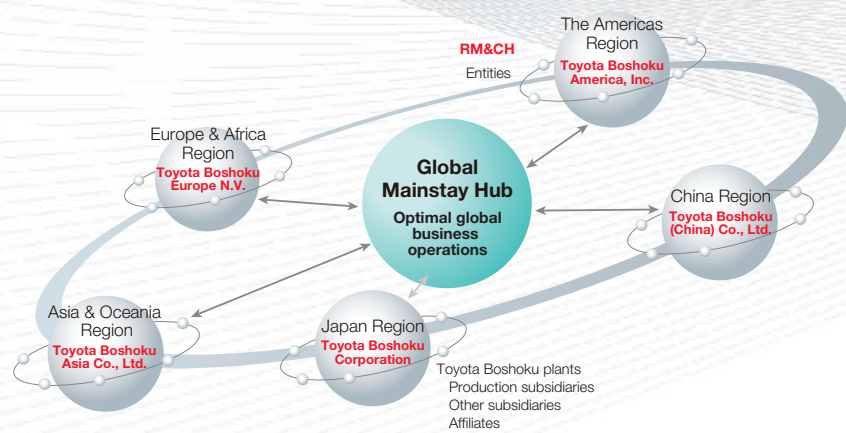 The Americas
Region
Toyota Boshoku
America, Inc.
RM&CH
Entities
Europe & Africa
Region
Toyota Boshoku
Europe N.V.
Global
Mainstay Hub
Optimal global
business
operations
China Region
Toyota Boshoku
(China) Co., Ltd.
Asia & Oceania
Region
Toyota Boshoku
Asia Co., Ltd.
Japan Region
Toyota Boshoku
Corporation
Toyota Boshoku plants
Production subsidiaries
Other subsidiaries
Affiliates